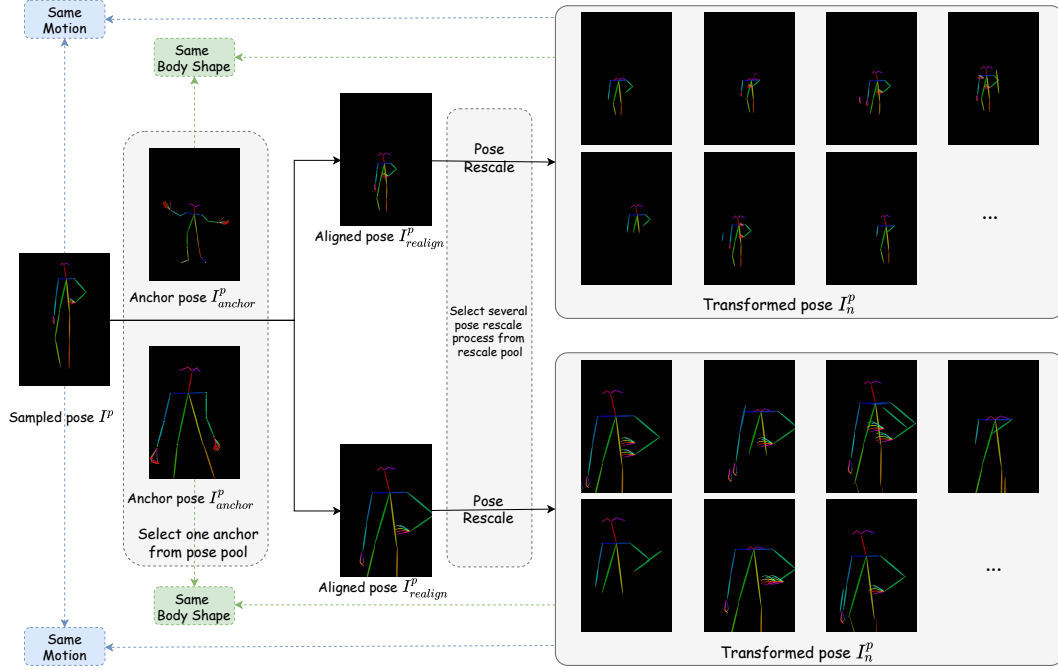 Same
Motion
Same
Body Shape
Pose
Rescale
Aligned pose $I^p_{realign}$
Anchor pose $I^p_{anchor}$
...
Transformed pose $I^p_n$
Select several
pose rescale
process from
rescale pool
Sampled pose $I^p$
Anchor pose $I^p_{anchor}$
Select one anchor
from pose pool
Pose
Rescale
Aligned pose $I^p_{realign}$
...
Same
Body Shape
Same
Motion
Transformed pose $I^p_n$